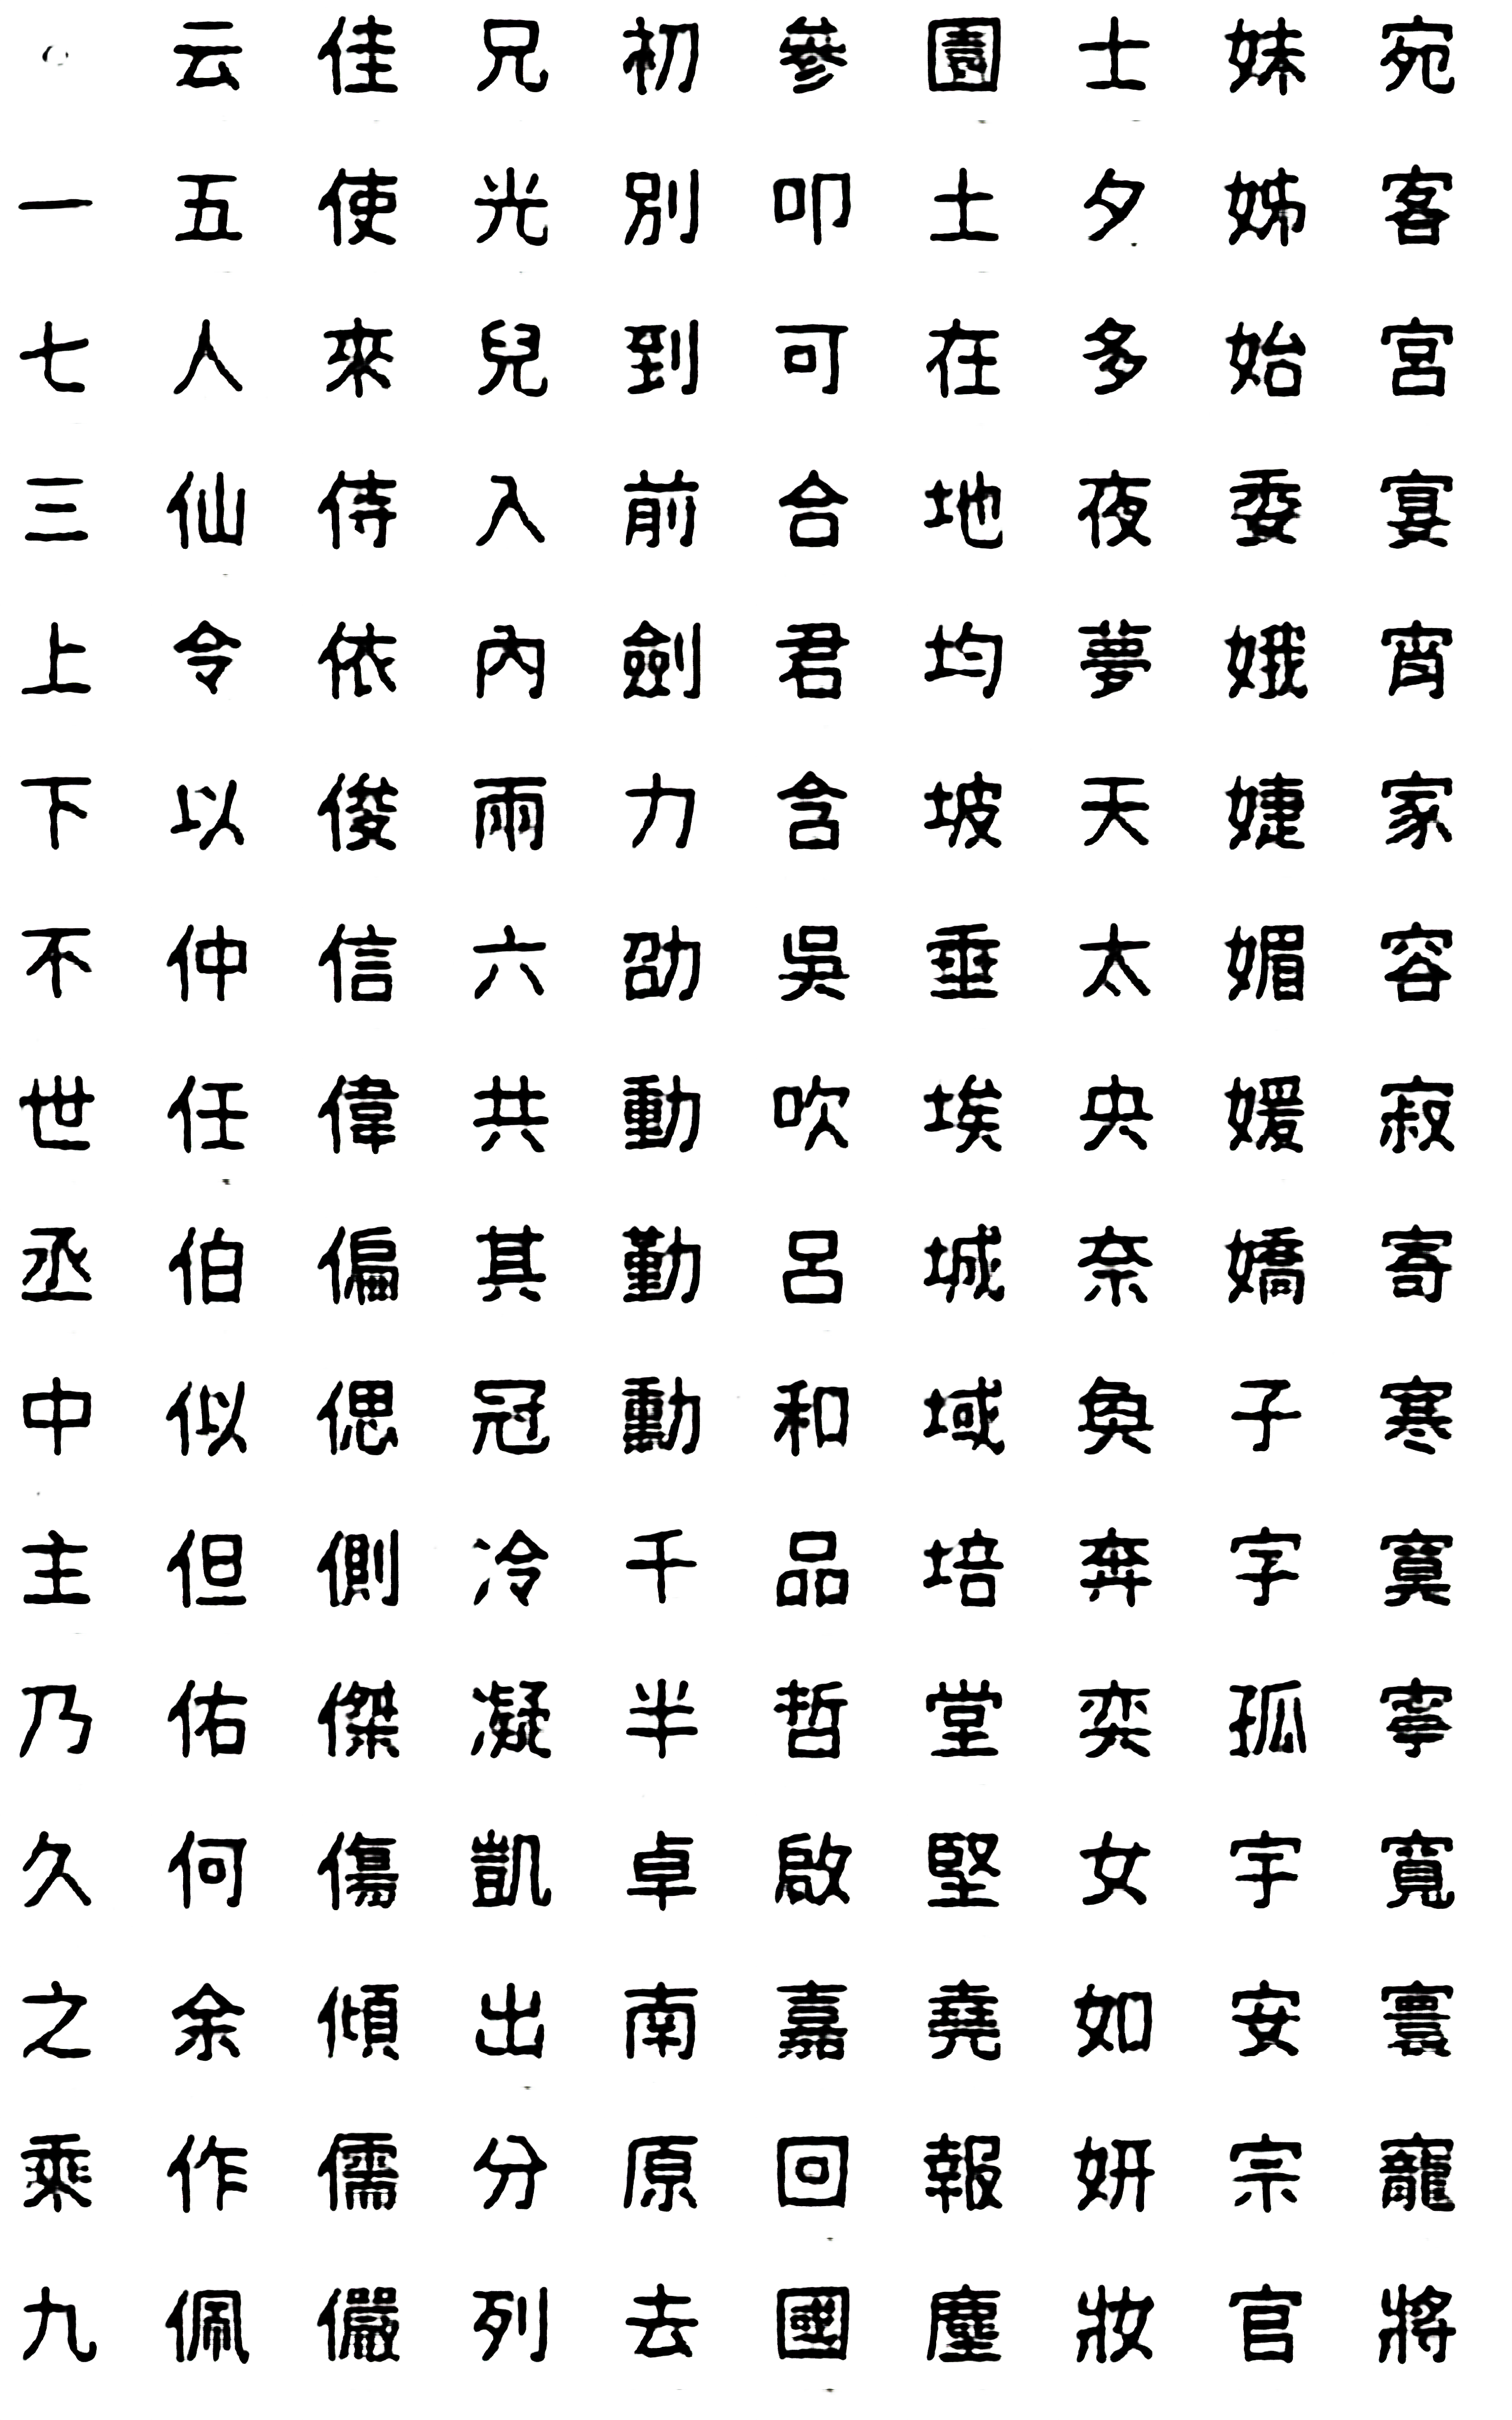 一七三上下不世丞中主乃久之乘九
云五人仙令以仲任伯似但佑何余作佩
佳使來侍依俊信偉偏偲側傑傷傾儒儼
兄光兒入內兩六共其冠冷凝凱出分列
初別到前劍力劭動勤勳千半卓南原去
參叩可合君含吳吹呂和品哲啟嘉回國
園土在地均坡垂埃城域培堂堅堯報塵
士夕多夜夢天太央奈奐奔奕女如妍妝
妹姊始委娥婕媚媛嬌子字孤宇安宗官
宛客宮宴宵家容寂寄寒寞寧寬寰寵將